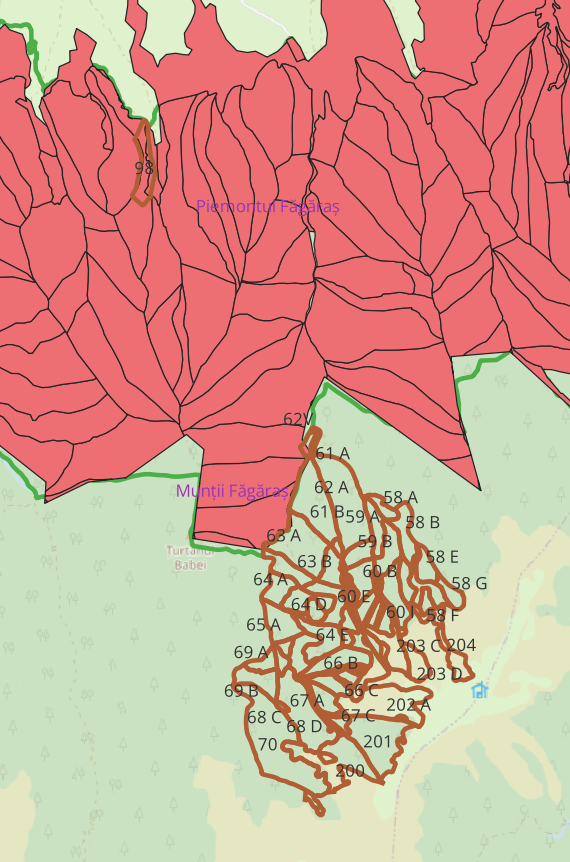 98
Piemontul Făgăraș
62V
61 A
62 A
Munții Făgăraș
58 A
61 B
59 A
58 B
63 A
59 B
58 E
63 B
60 B
64 A
58 G
60 E
64 D
60 I
58 F
65 A
64 E
203 C
204
69 A
66 B
203 D
69 B
66 C
67 A
202 A
68 C
67 C
68 D
70
201
200
Babei